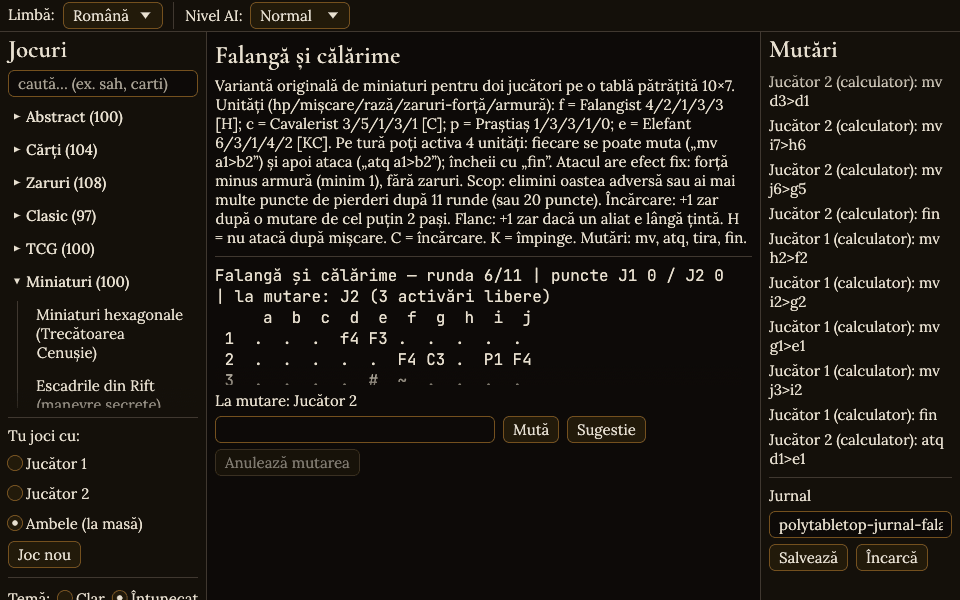 Limbă: Română ▼ Nivel AI: Normal ▼
Jocuri
caută... (ex. sah, carti)
▸ Abstract (100)
▸ Cărți (104)
▸ Zaruri (108)
▸ Clasic (97)
▸ TCG (100)
▾ Miniaturi (100)
Miniaturi hexagonale
(Trecătoarea
Cenușie)
Escadrile din Rift
(manevre secrete)
Tu joci cu:
Jucător 1
Jucător 2
Ambele (la masă)
Joc nou
Temă: Clar Întunecat
Falangă și călărime
Variantă originală de miniaturi pentru doi jucători pe o tablă pătrățită 10×7.
Unități (hp/mișcare/rază/zaruri-forță/armură): f = Falangist 4/2/1/3/3
[H]; c = Cavalerist 3/5/1/3/1 [C]; p = Praștiaș 1/3/3/1/0; e = Elefant
6/3/1/4/2 [KC]. Pe tură poți activa 4 unități: fiecare se poate muta („mv
a1>b2”) și apoi ataca („atq a1>b2”); închei cu „fin”. Atacul are efect fix: forță
minus armură (minim 1), fără zaruri. Scop: elimini oastea adversă sau ai mai
multe puncte de pierderi după 11 runde (sau 20 puncte). Încărcare: +1 zar
după o mutare de cel puțin 2 pași. Flanc: +1 zar dacă un aliat e lângă țintă. H
= nu atacă după mișcare. C = încărcare. K = împinge. Mutări: mv, atq, tira, fin.
Falangă și călărime — runda 6/11 | puncte J1 0 / J2 0
| la mutare: J2 (3 activări libere)
a b c d e f g h i j
1 . . . f4 F3 . . . . .
2 . . . . . F4 C3 . P1 F4
3 . . . . # ~ . . . .
La mutare: Jucător 2
Mută Sugestie
Anulează mutarea
Mutări
Jucător 2 (calculator): mv
d3>d1
Jucător 2 (calculator): mv
i7>h6
Jucător 2 (calculator): mv
j6>g5
Jucător 2 (calculator): fin
Jucător 1 (calculator): mv
h2>f2
Jucător 1 (calculator): mv
i2>g2
Jucător 1 (calculator): mv
g1>e1
Jucător 1 (calculator): mv
j3>i2
Jucător 1 (calculator): fin
Jucător 2 (calculator): atq
d1>e1
Jurnal
polytabletop-jurnal-fala
Salvează Încarcă